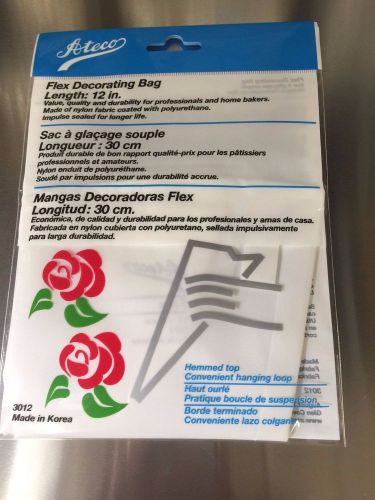 Ateco
Flex Decorating Bag
Length: 12 in.
Value, quality and durability for professionals and home bakers.
Made of nylon fabric coated with polyurethane.
Impulse sealed for longer life.
Sac à glaçage souple
Longueur : 30 cm
Produit durable de bon rapport qualité-prix pour les pâtissiers
professionnels et amateurs.
Nylon enduit de polyuréthane.
Soudé par impulsions pour une durabilité accrue.
Mangas Decoradoras Flex
Longitud: 30 cm.
Económica, de calidad y durabilidad para los profesionales y amas de casa.
Fabricada en nylon cubierta con polyuretano, sellada impulsivamente
para larga durabilidad.
Hemmed top
Convenient hanging loop
Haut ourlé
Pratique boucle de suspension
Borde terminado
Conveniente lazo colgante
3012
Made in Korea
3012